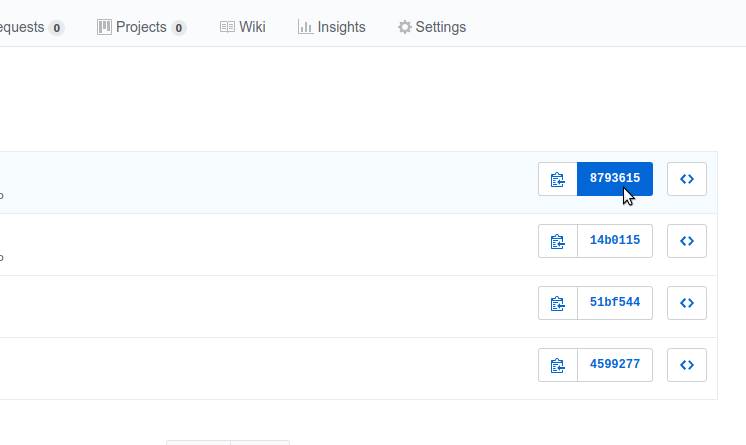 equests 0 Projects 0 Wiki Insights Settings
8793615
14b0115
51bf544
4599277